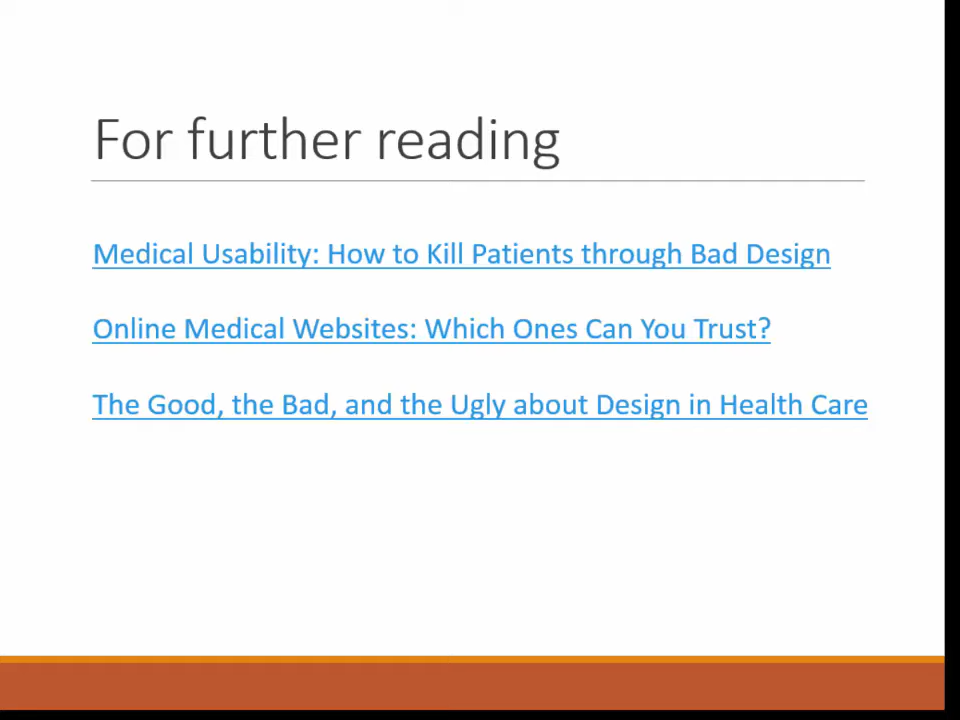 For further reading
Medical Usability: How to Kill Patients through Bad Design
Online Medical Websites: Which Ones Can You Trust?
The Good, the Bad, and the Ugly about Design in Health Care